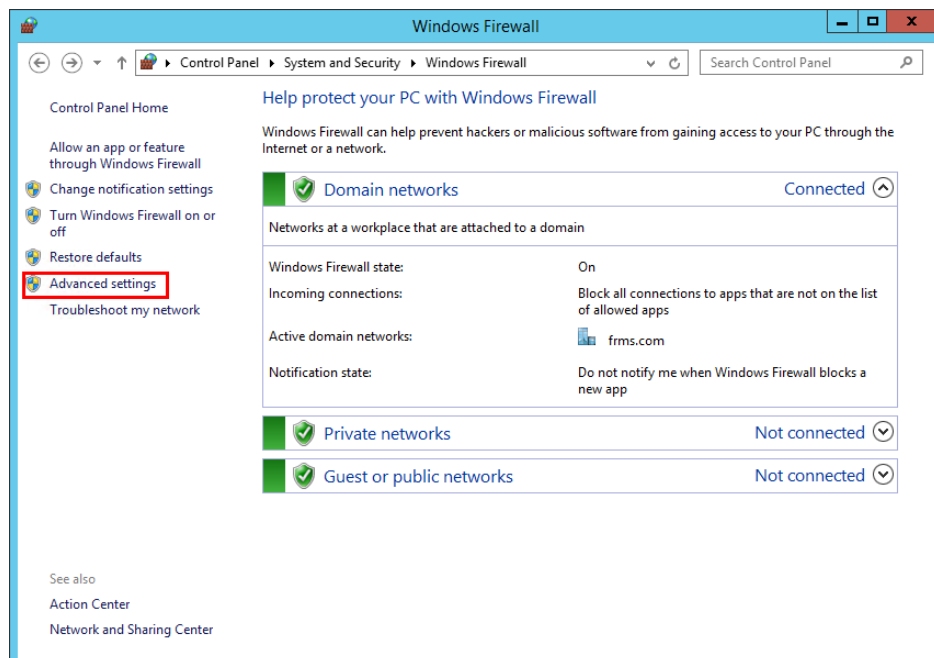 Windows Firewall
Control Panel System and Security Windows Firewall
Search Control Panel
Control Panel Home
Allow an app or feature
through Windows Firewall
Change notification settings
Turn Windows Firewall on or
off
Restore defaults
Advanced settings
Troubleshoot my network
Help protect your PC with Windows Firewall
Windows Firewall can help prevent hackers or malicious software from gaining access to your PC through the
Internet or a network.
Domain networks Connected
Networks at a workplace that are attached to a domain
Windows Firewall state: On
Incoming connections: Block all connections to apps that are not on the list
of allowed apps
Active domain networks: frms.com
Notification state: Do not notify me when Windows Firewall blocks a
new app
Private networks Not connected
Guest or public networks Not connected
See also
Action Center
Network and Sharing Center